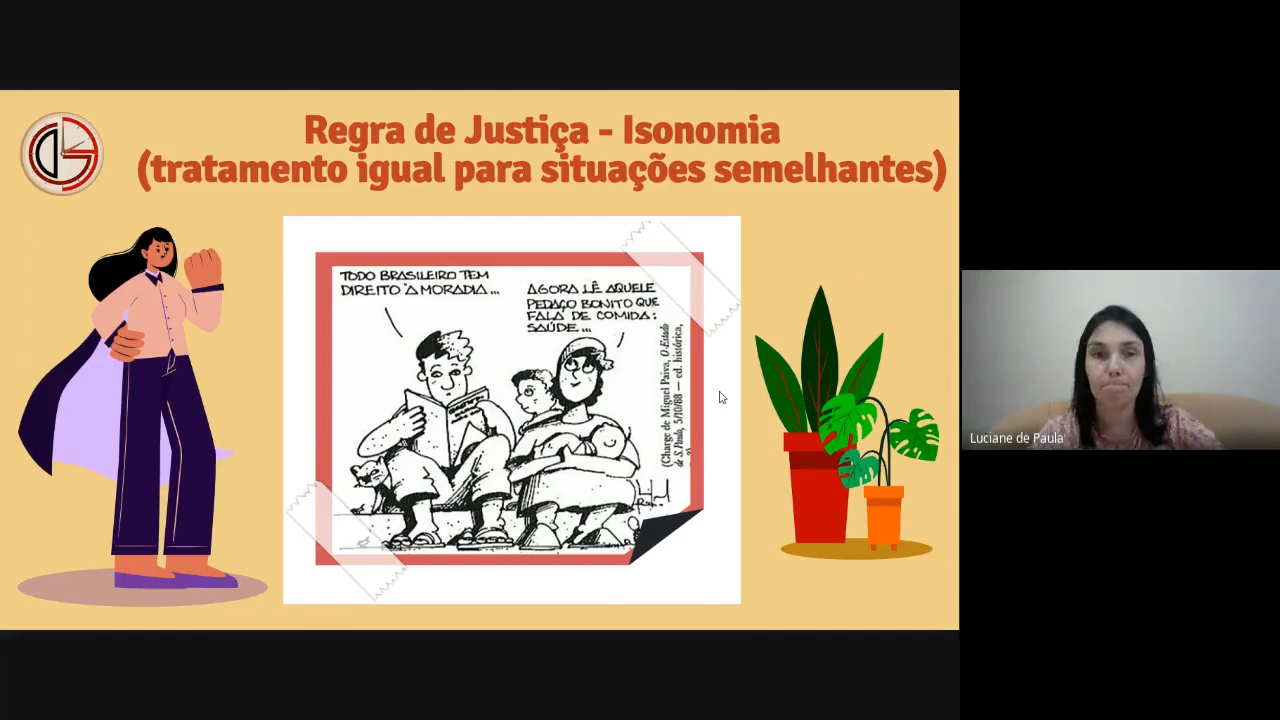 Regra de Justiça - Isonomia
(tratamento igual para situações semelhantes)
TODO BRASILEIRO TEM
DIREITO À MORADIA...
AGORA LÊ AQUELE
PEDAÇO BONITO QUE
FALA DE COMIDA:
SAÚDE...
(Charge de Miguel Paiva, O Estado
de S. Paulo, 5/10/88 — ed. histórica,
Luciane de Paula